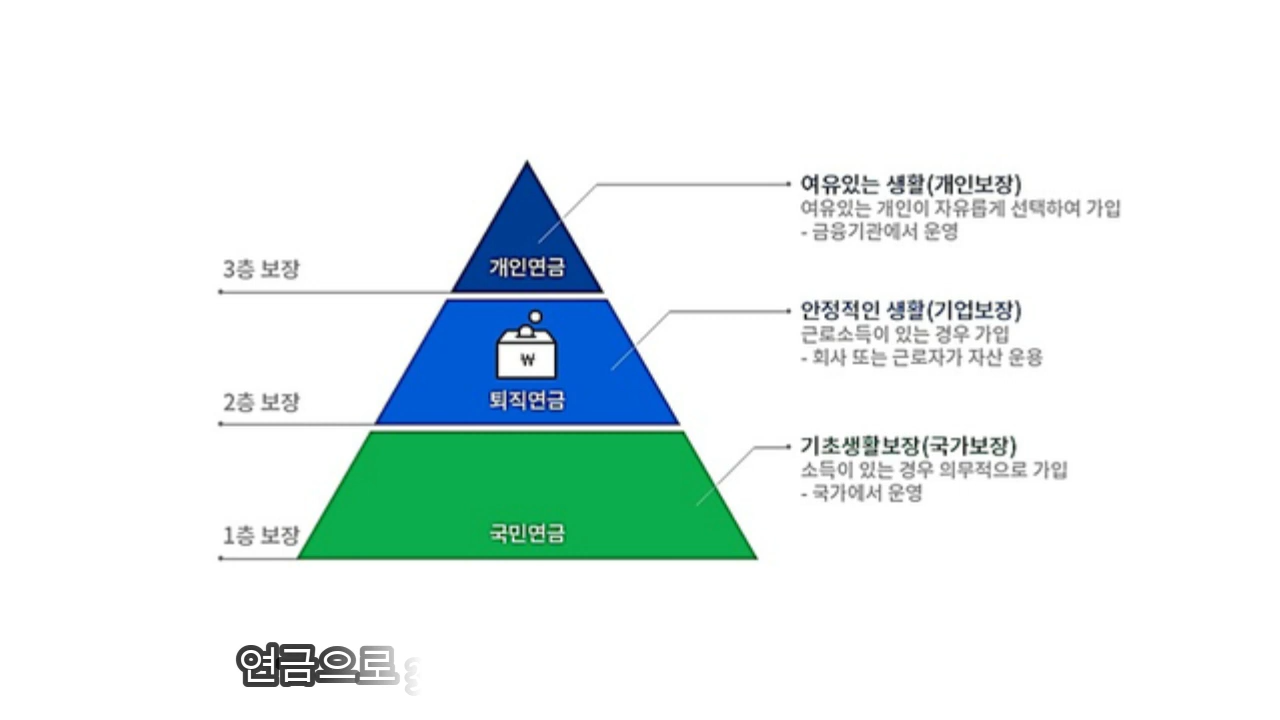 여유있는 생활(개인보장)
여유있는 개인이 자유롭게 선택하여 가입
- 금융기관에서 운영
3층 보장
개인연금
안정적인 생활(기업보장)
근로소득이 있는 경우 가입
- 회사 또는 근로자가 자산 운용
₩
2층 보장
퇴직연금
기초생활보장(국가보장)
소득이 있는 경우 의무적으로 가입
- 국가에서 운영
1층 보장
국민연금
연금으로